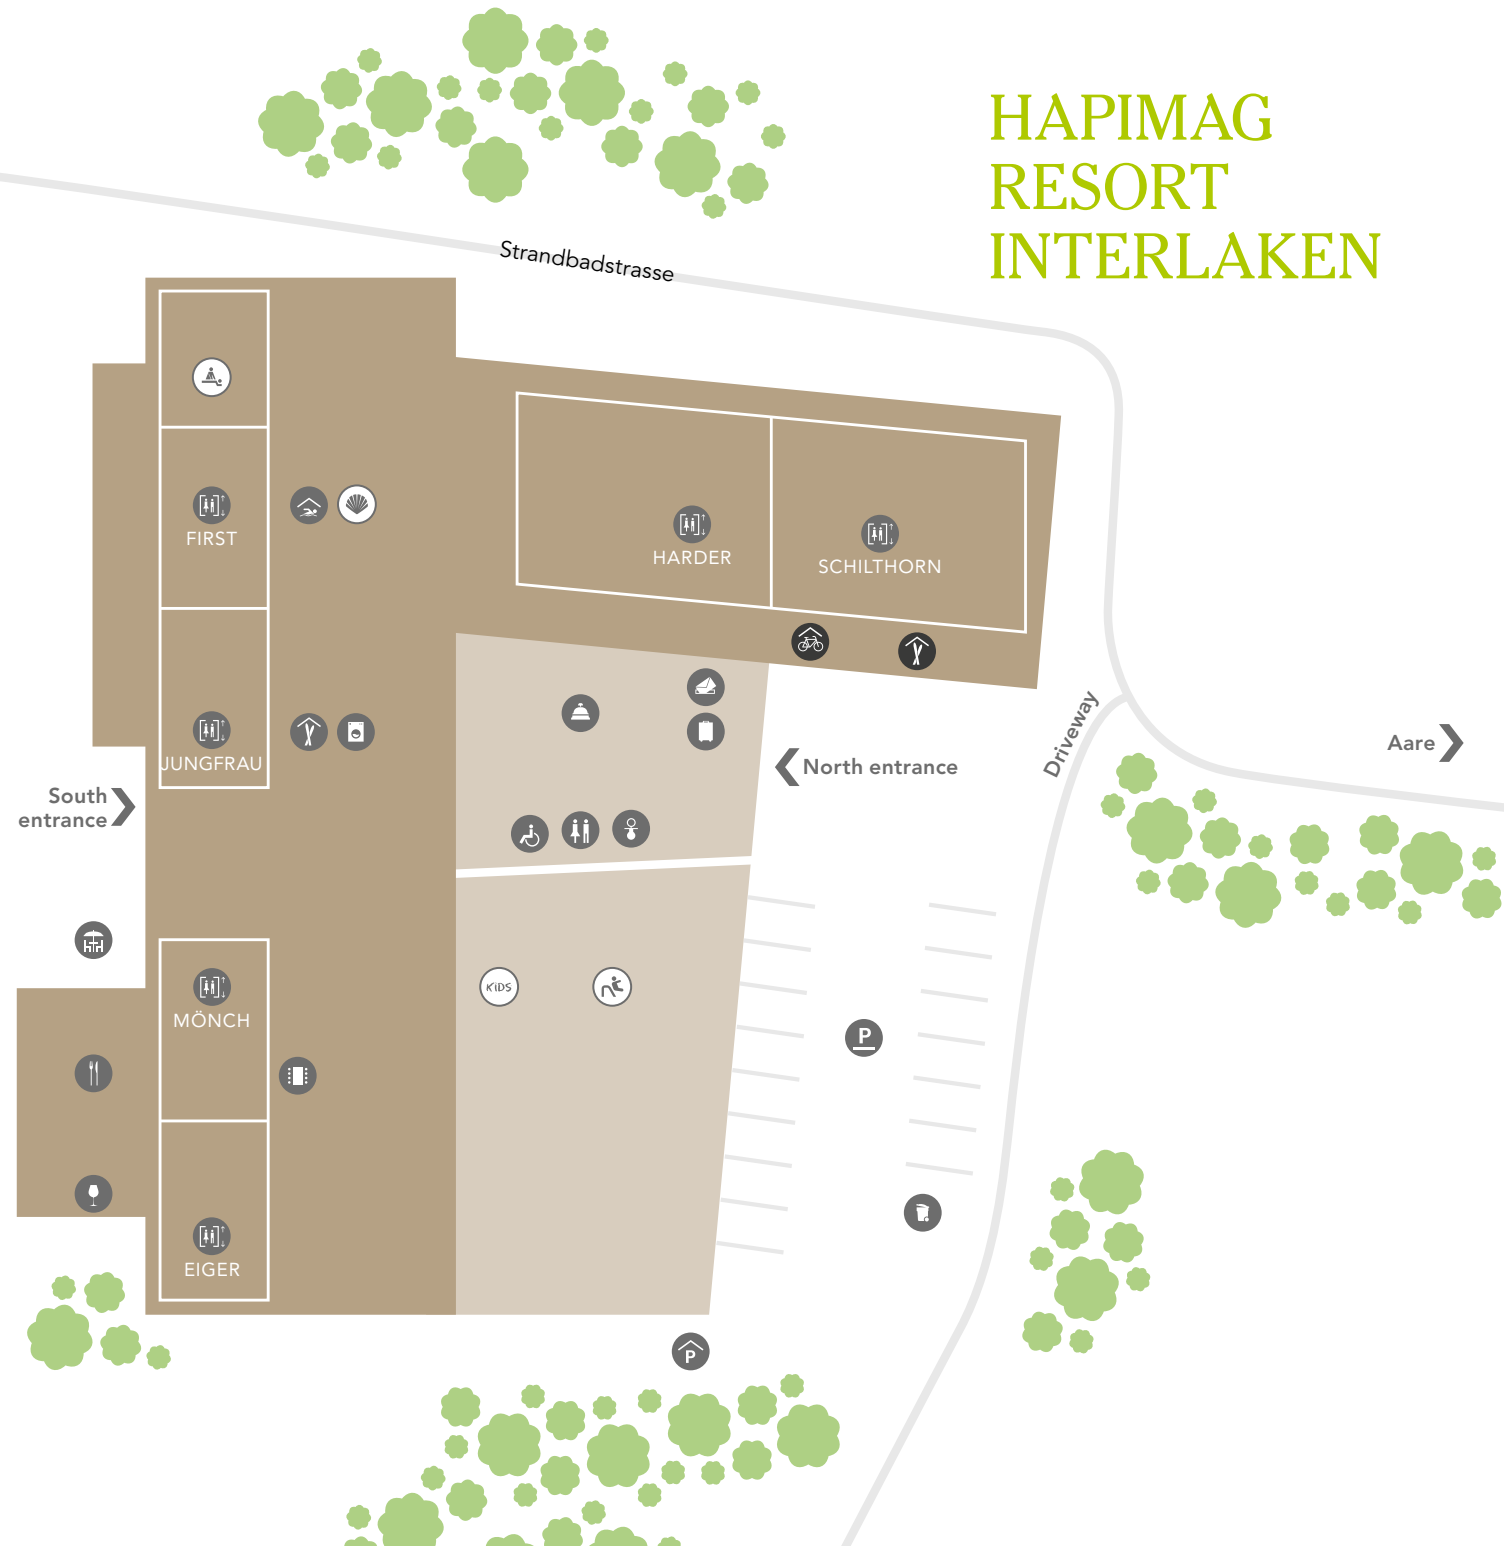 HAPIMAG
RESORT
INTERLAKEN
Strandbadstrasse
FIRST
HARDER
SCHILTHORN
JUNGFRAU
South
entrance
North entrance
Driveway
Aare
MÖNCH
KiDS
P
EIGER
P